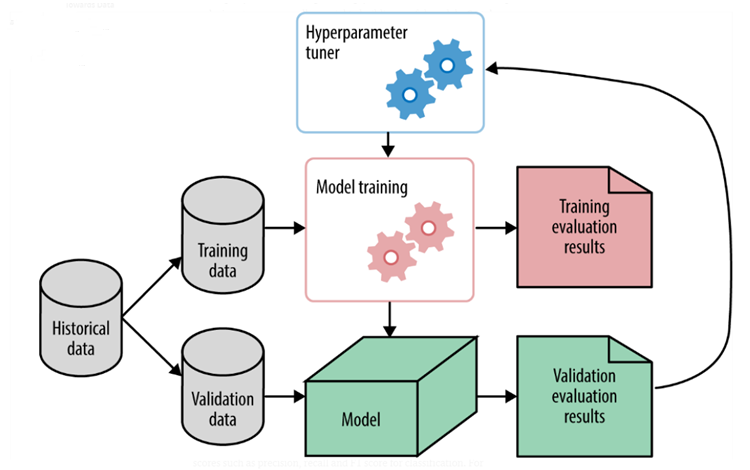 Hyperparameter
tuner
Model training
Training
evaluation
results
Training
data
Historical
data
Validation
data
Model
Validation
evaluation
results